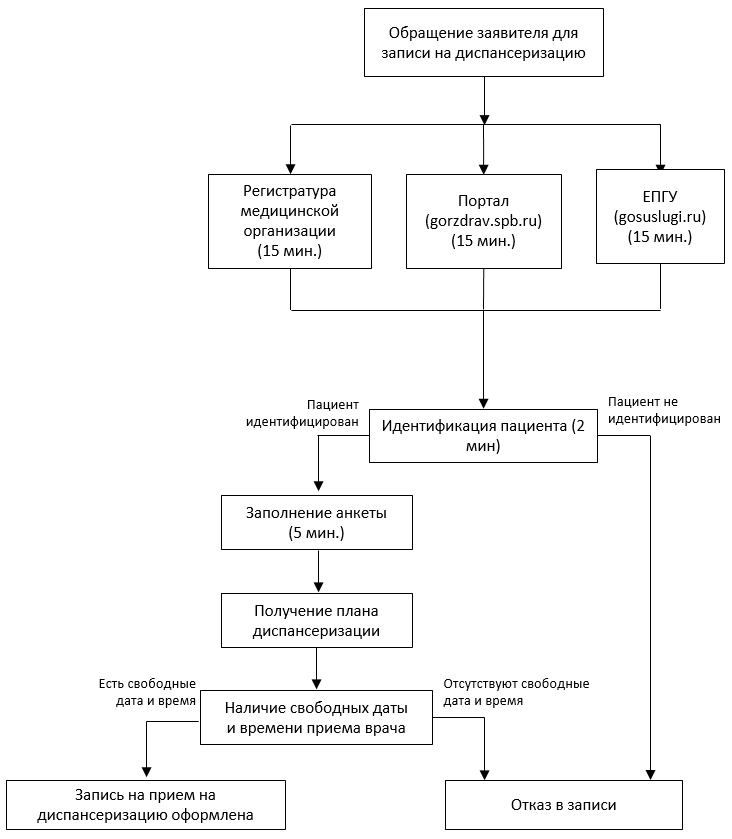 Обращение заявителя для
записи на диспансеризацию
Регистратура
медицинской
организации
(15 мин.)
Портал
(gorzdrav.spb.ru)
(15 мин.)
ЕПГУ
(gosuslugi.ru)
(15 мин.)
Пациент
идентифицирован
Идентификация пациента (2
мин)
Пациент не
идентифицирован
Заполнение анкеты
(5 мин.)
Получение плана
диспансеризации
Есть свободные
дата и время
Наличие свободных даты
и времени приема врача
Отсутствуют свободные
дата и время
Запись на прием на
диспансеризацию оформлена
Отказ в записи